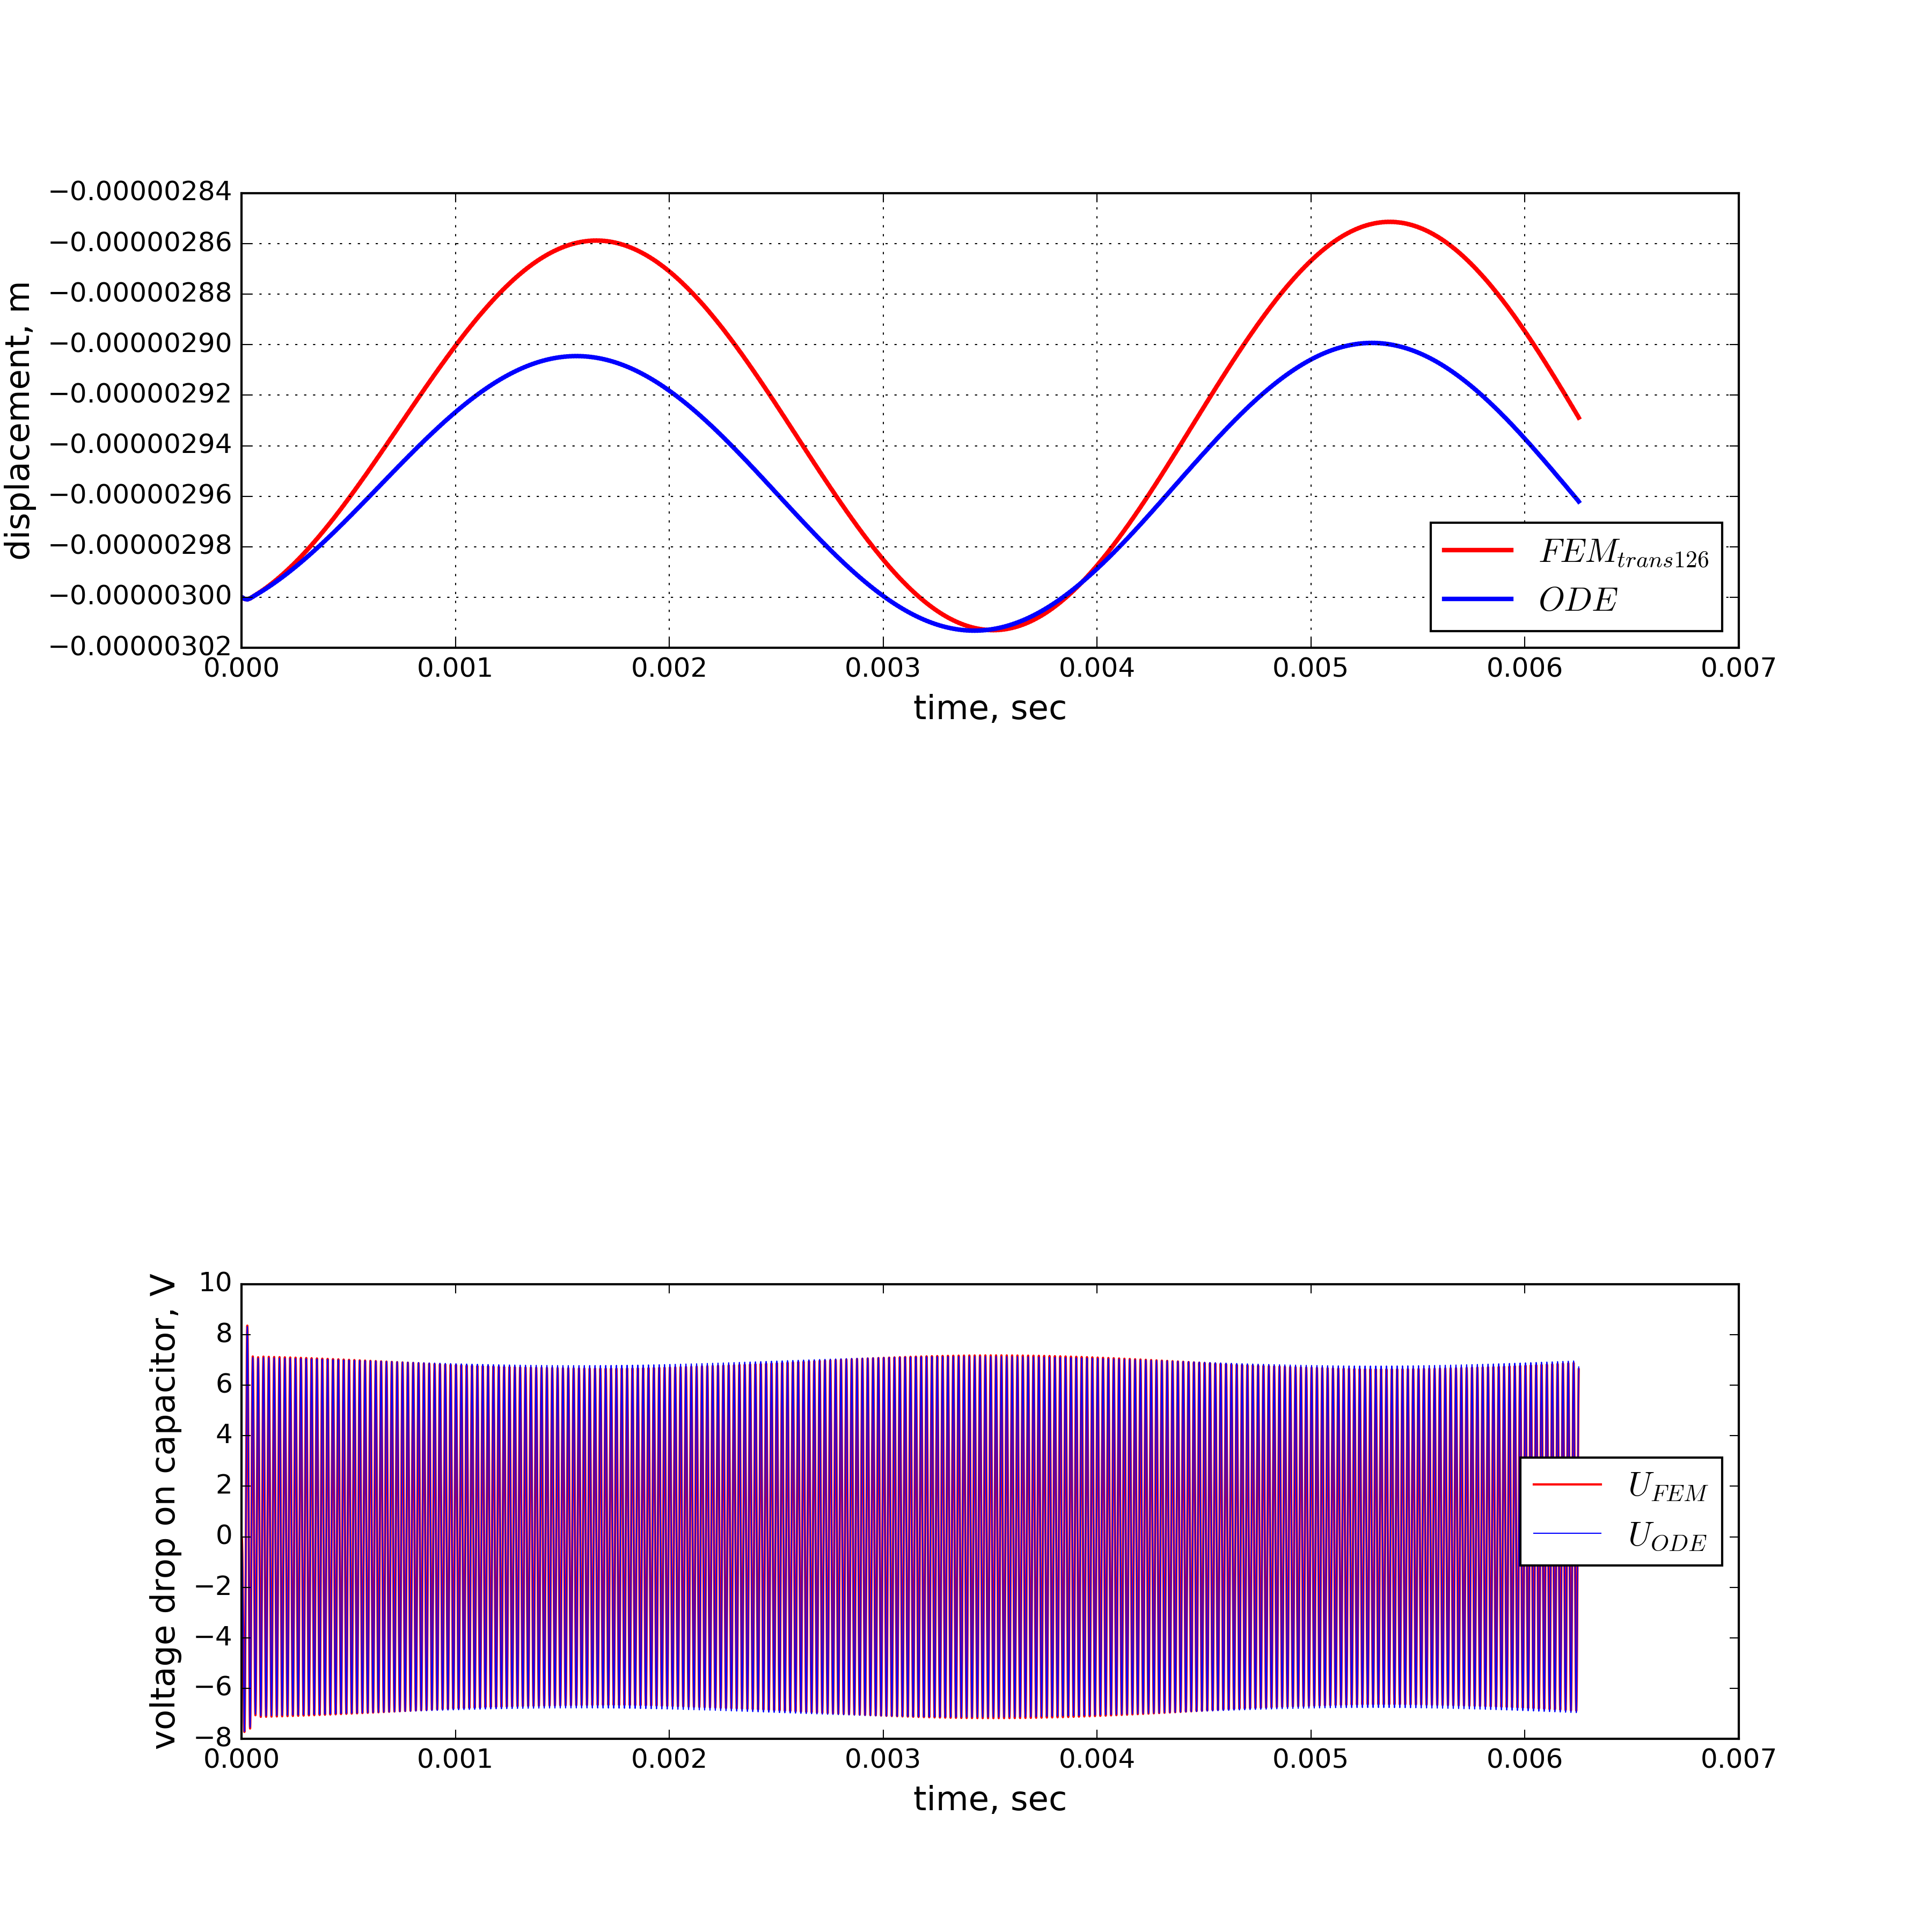 displacement, m
−0.00000284
−0.00000286
−0.00000288
−0.00000290
−0.00000292
−0.00000294
−0.00000296
−0.00000298
−0.00000300
−0.00000302
0.000 0.001 0.002 0.003 0.004 0.005 0.006 0.007
time, sec
FEM_trans126
ODE
voltage drop on capacitor, V
10
8
6
4
2
0
−2
−4
−6
−8
0.000 0.001 0.002 0.003 0.004 0.005 0.006 0.007
time, sec
U_FEM
U_ODE